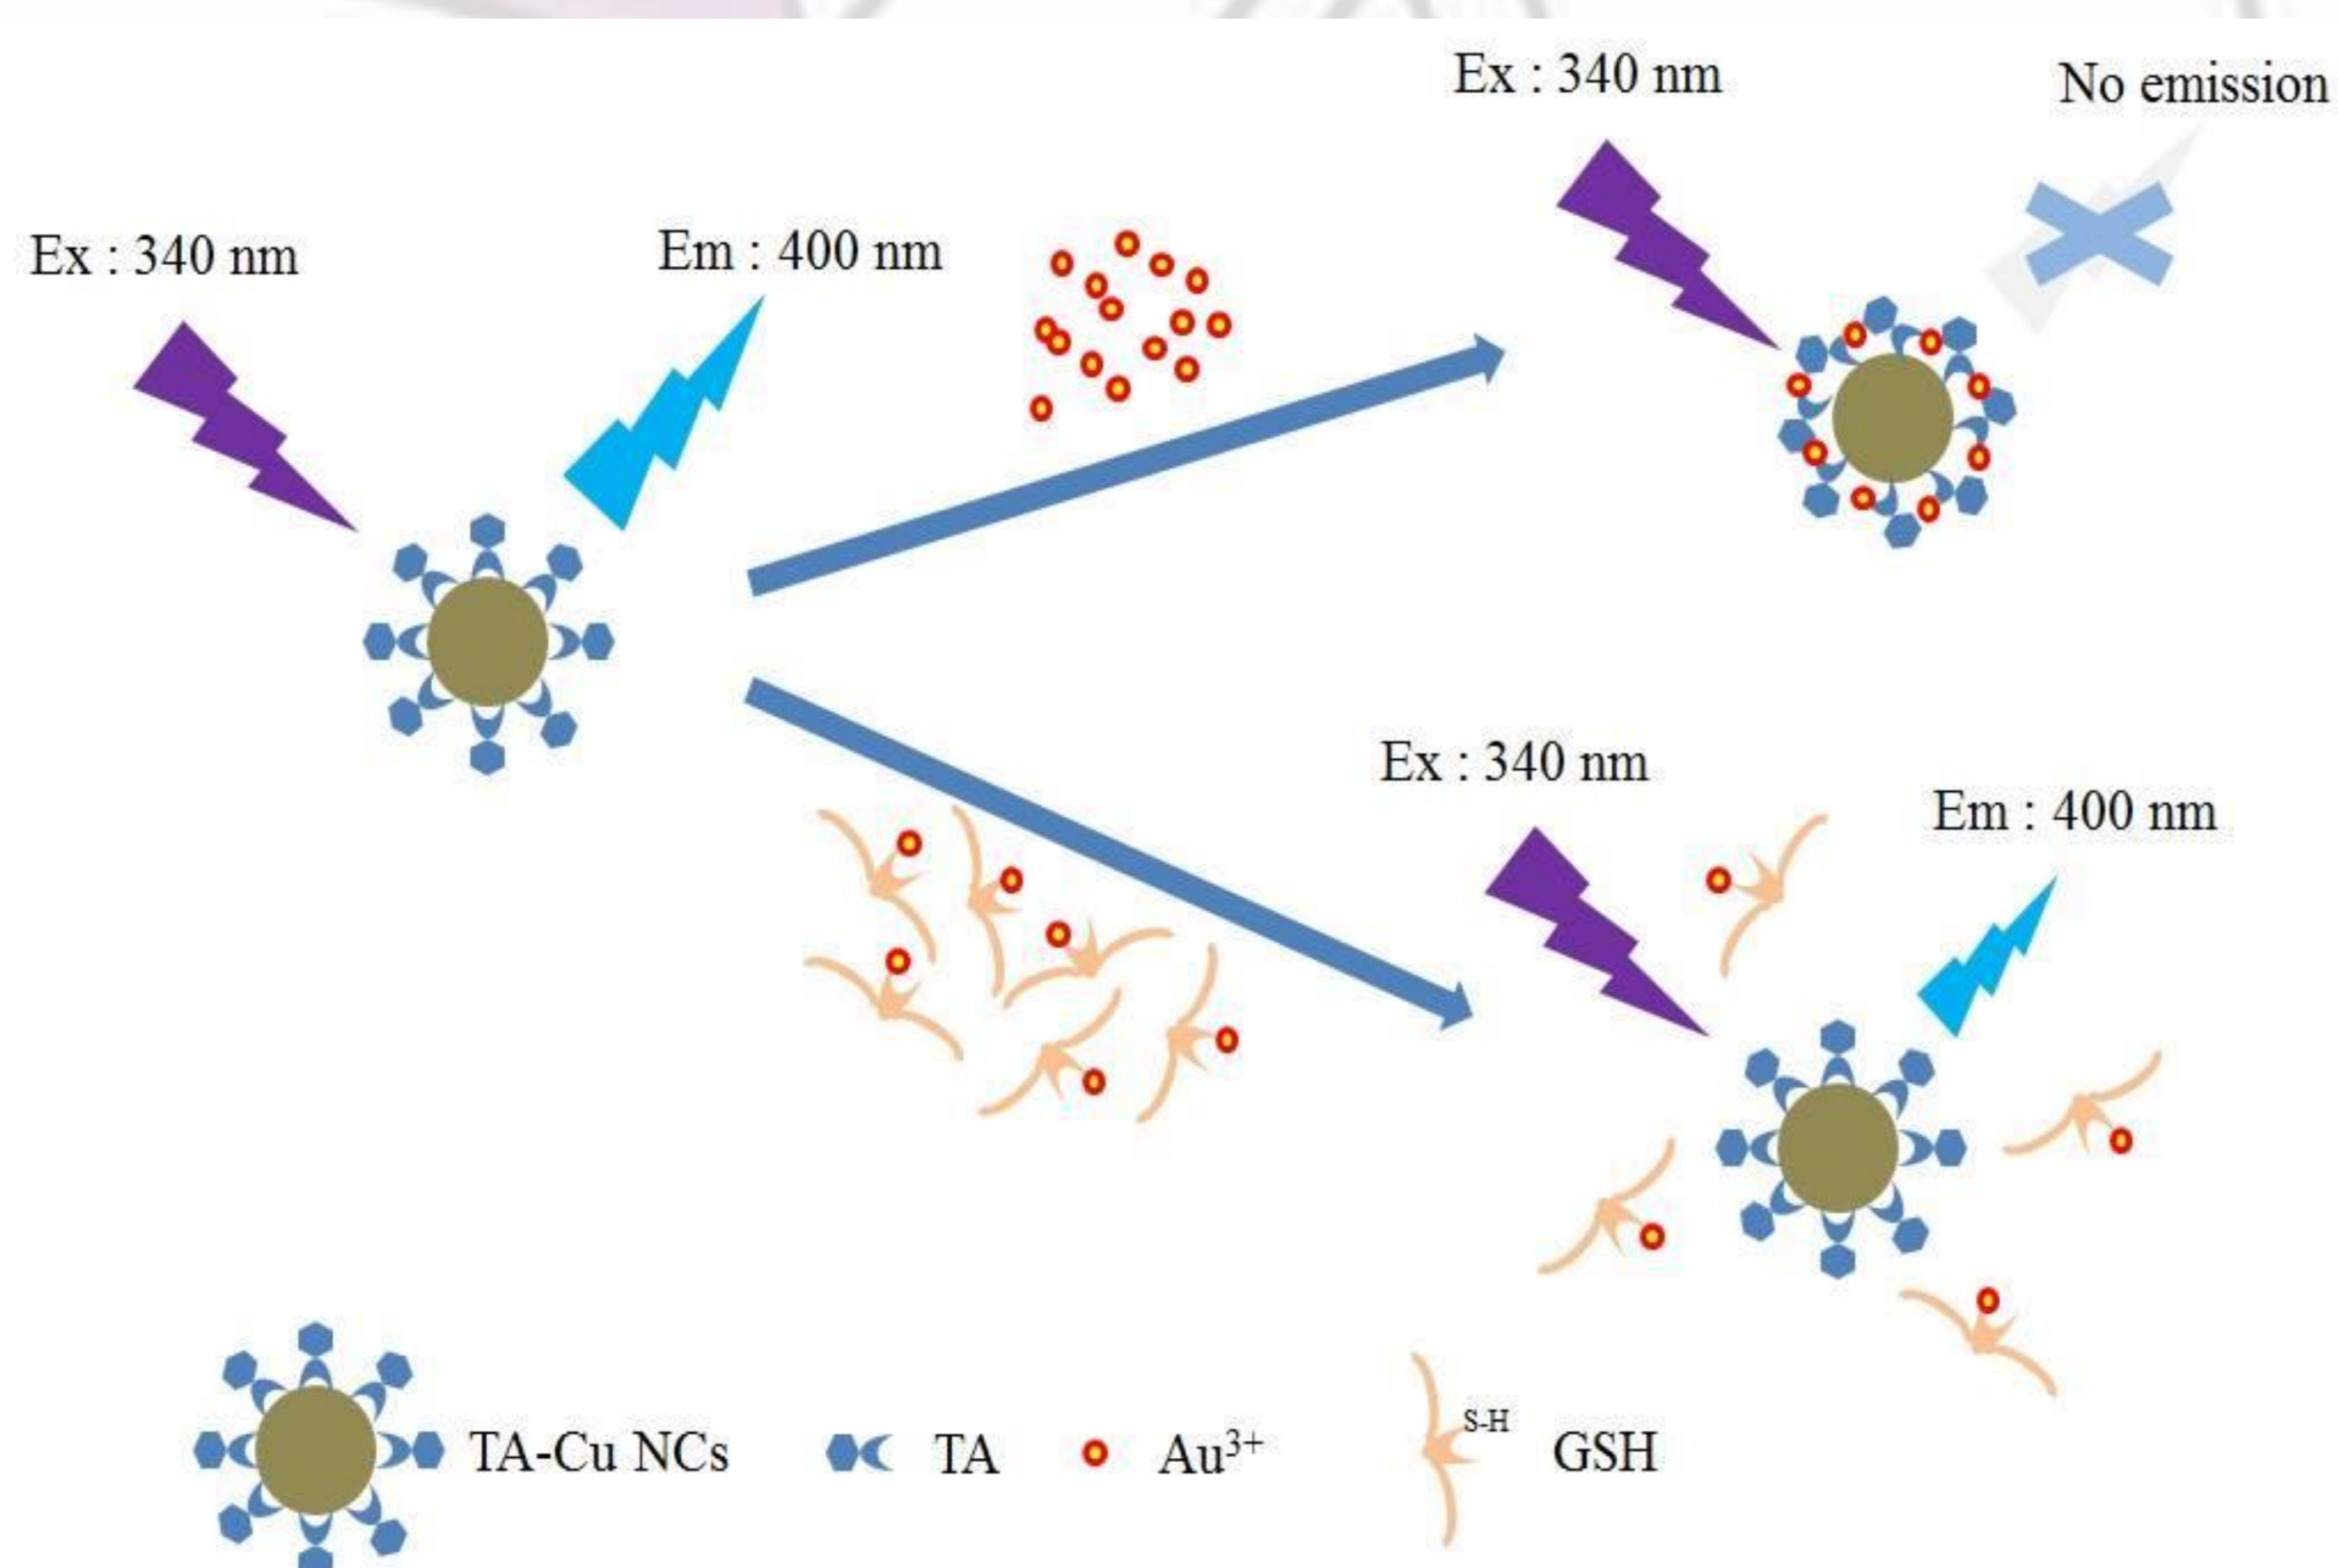 Ex : 340 nm
No emission
Ex : 340 nm
Em : 400 nm
Ex : 340 nm
Em : 400 nm
S-H
TA-Cu NCs
TA
Au³⁺
GSH